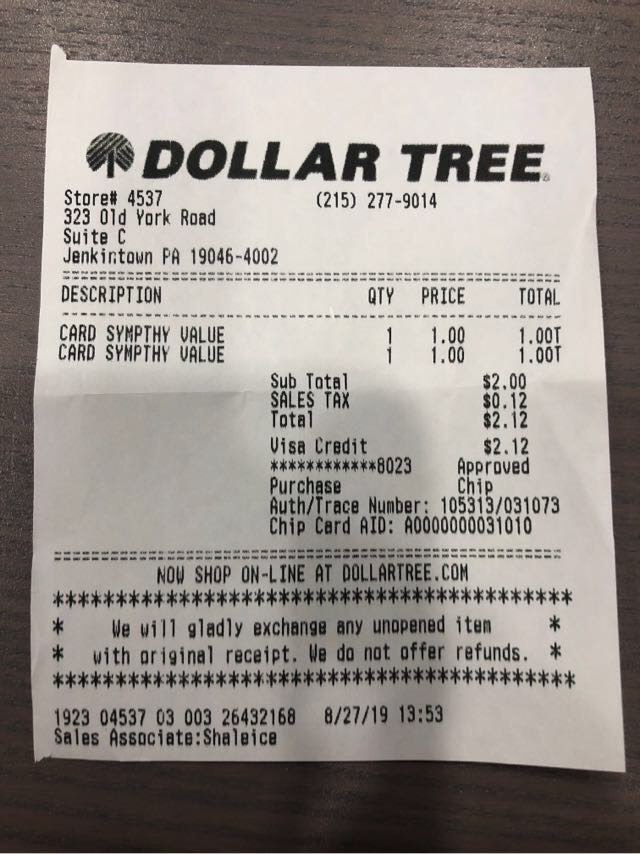 DOLLAR TREE
Store# 4537 (215) 277-9014
323 Old York Road
Suite C
Jenkintown PA 19046-4002
DESCRIPTION QTY PRICE TOTAL
CARD SYMPTHY VALUE 1 1.00 1.00T
CARD SYMPTHY VALUE 1 1.00 1.00T
Sub Total $2.00
SALES TAX $0.12
Total $2.12
Visa Credit $2.12
************8023 Approved
Purchase Chip
Auth/Trace Number: 105313/031073
Chip Card AID: A0000000031010
NOW SHOP ON-LINE AT DOLLARTREE.COM
******************************************
* We will gladly exchange any unopened item *
* with original receipt. We do not offer refunds. *
******************************************
1923 04537 03 003 26432168 8/27/19 13:53
Sales Associate:Shaleice